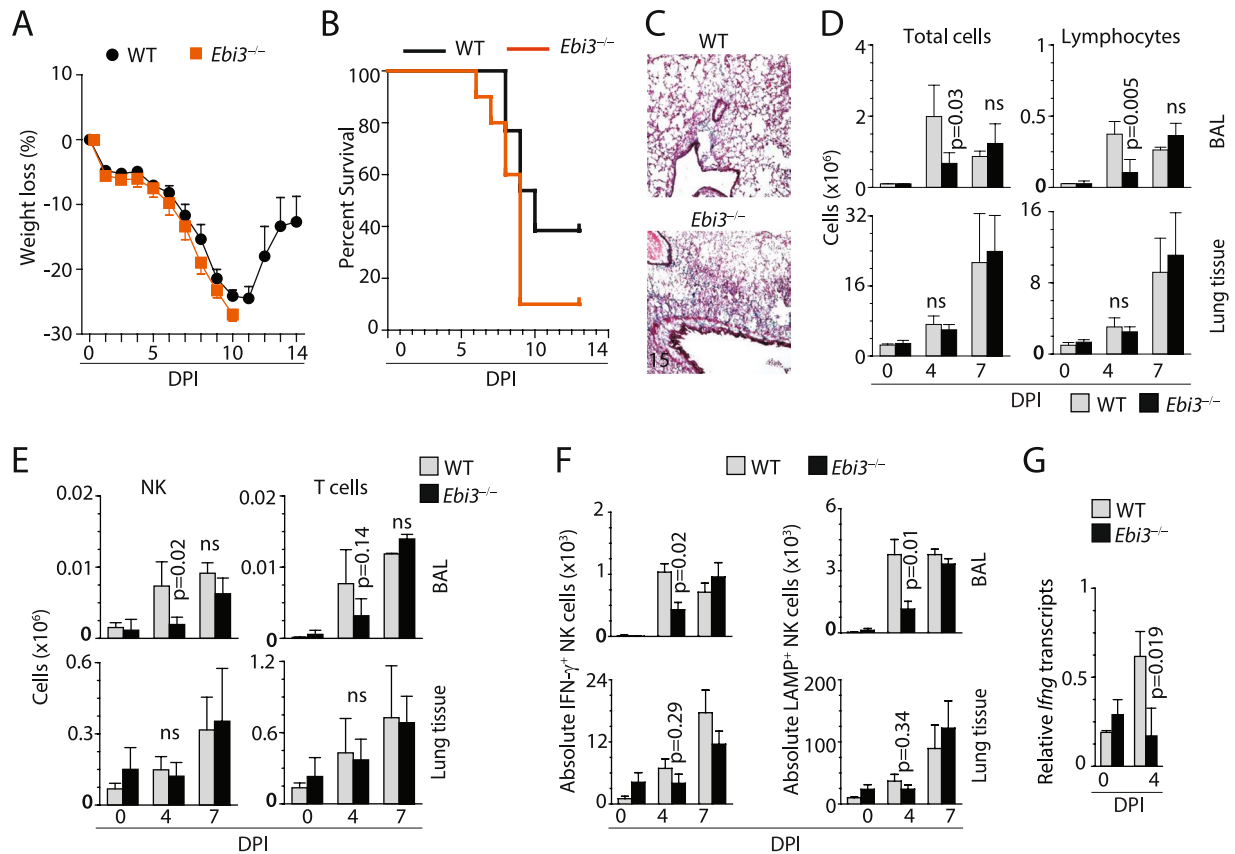 A
WT
Ebi3–/–
10
0
-10
-20
-30
Weight loss (%)
0
5
10
14
DPI
B
WT
Ebi3–/–
100
80
60
40
20
0
Percent Survival
0
5
10
14
DPI
C
WT
Ebi3–/–
15
D
Total cells
Lymphocytes
4
2
0
p=0.03
ns
1
0.5
0
p=0.005
ns
BAL
Cells (x10⁶)
32
16
0
ns
16
8
0
ns
Lung tissue
0
4
7
0
4
7
DPI
WT
Ebi3–/–
E
WT
Ebi3–/–
NK
T cells
0.02
0.01
0
p=0.02
ns
0.02
0.01
0
p=0.14
ns
BAL
Cells (x10⁶)
0.6
0.3
0
ns
1.2
0.6
0
ns
Lung tissue
0
4
7
0
4
7
DPI
F
WT
Ebi3–/–
Absolute IFN-γ⁺ NK cells (x10³)
2
1
0
p=0.02
Absolute LAMP⁺ NK cells (x10³)
6
3
0
p=0.01
BAL
24
12
0
p=0.29
200
100
0
p=0.34
Lung tissue
0
4
7
0
4
7
DPI
G
WT
Ebi3–/–
Relative Ifng transcripts
1
0.5
0
p=0.019
0
4
DPI